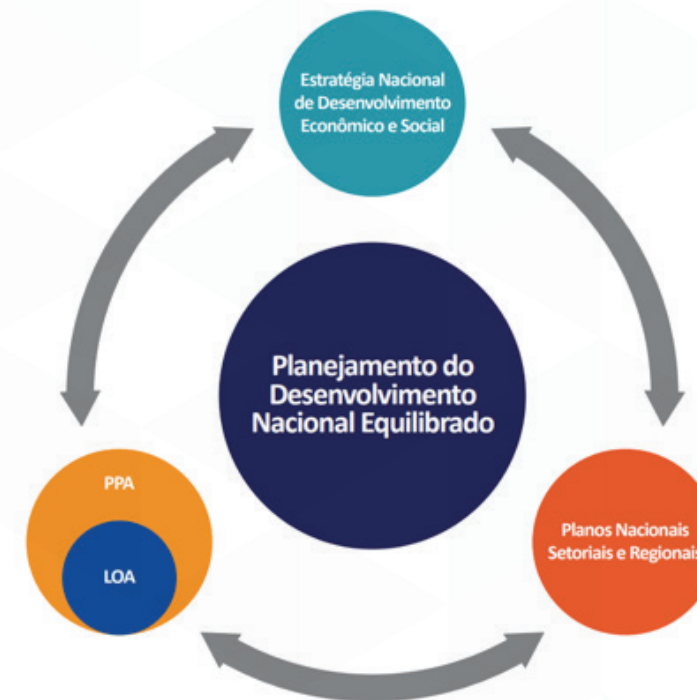 Estratégia Nacional
de Desenvolvimento
Econômico e Social
Planejamento do
Desenvolvimento
Nacional Equilibrado
PPA
LOA
Planos Nacionais
Setoriais e Regionais